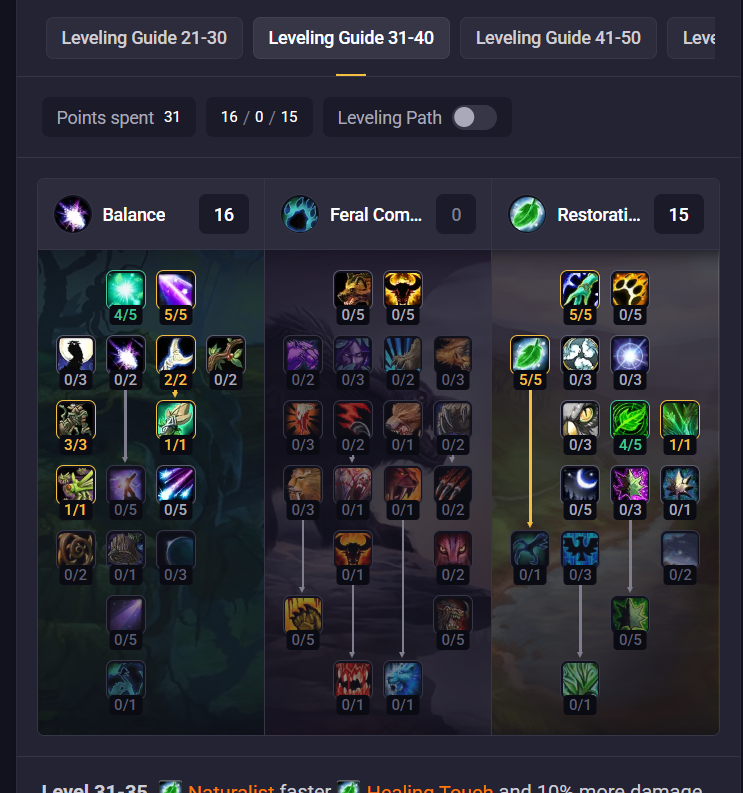 Leveling Guide 21-30 Leveling Guide 31-40 Leveling Guide 41-50 Leve
Points spent 31 16 / 0 / 15 Leveling Path
Balance 16 Feral Com... 0 Restorati... 15
4/5 5/5 0/5 0/5 5/5 0/5
0/3 0/2 2/2 0/2 0/2 0/3 0/2 0/3 5/5 0/3 0/3
3/3 1/1 0/3 0/2 0/1 0/2 0/3 4/5 1/1
1/1 0/5 0/5 0/3 0/1 0/1 0/2 0/5 0/3 0/1
0/2 0/1 0/3 0/1 0/2 0/1 0/3 0/2
0/5 0/5 0/5 0/5
0/1 0/1 0/1 0/1
Level 31-35 Naturalist faster Healing Touch and 10% more damage